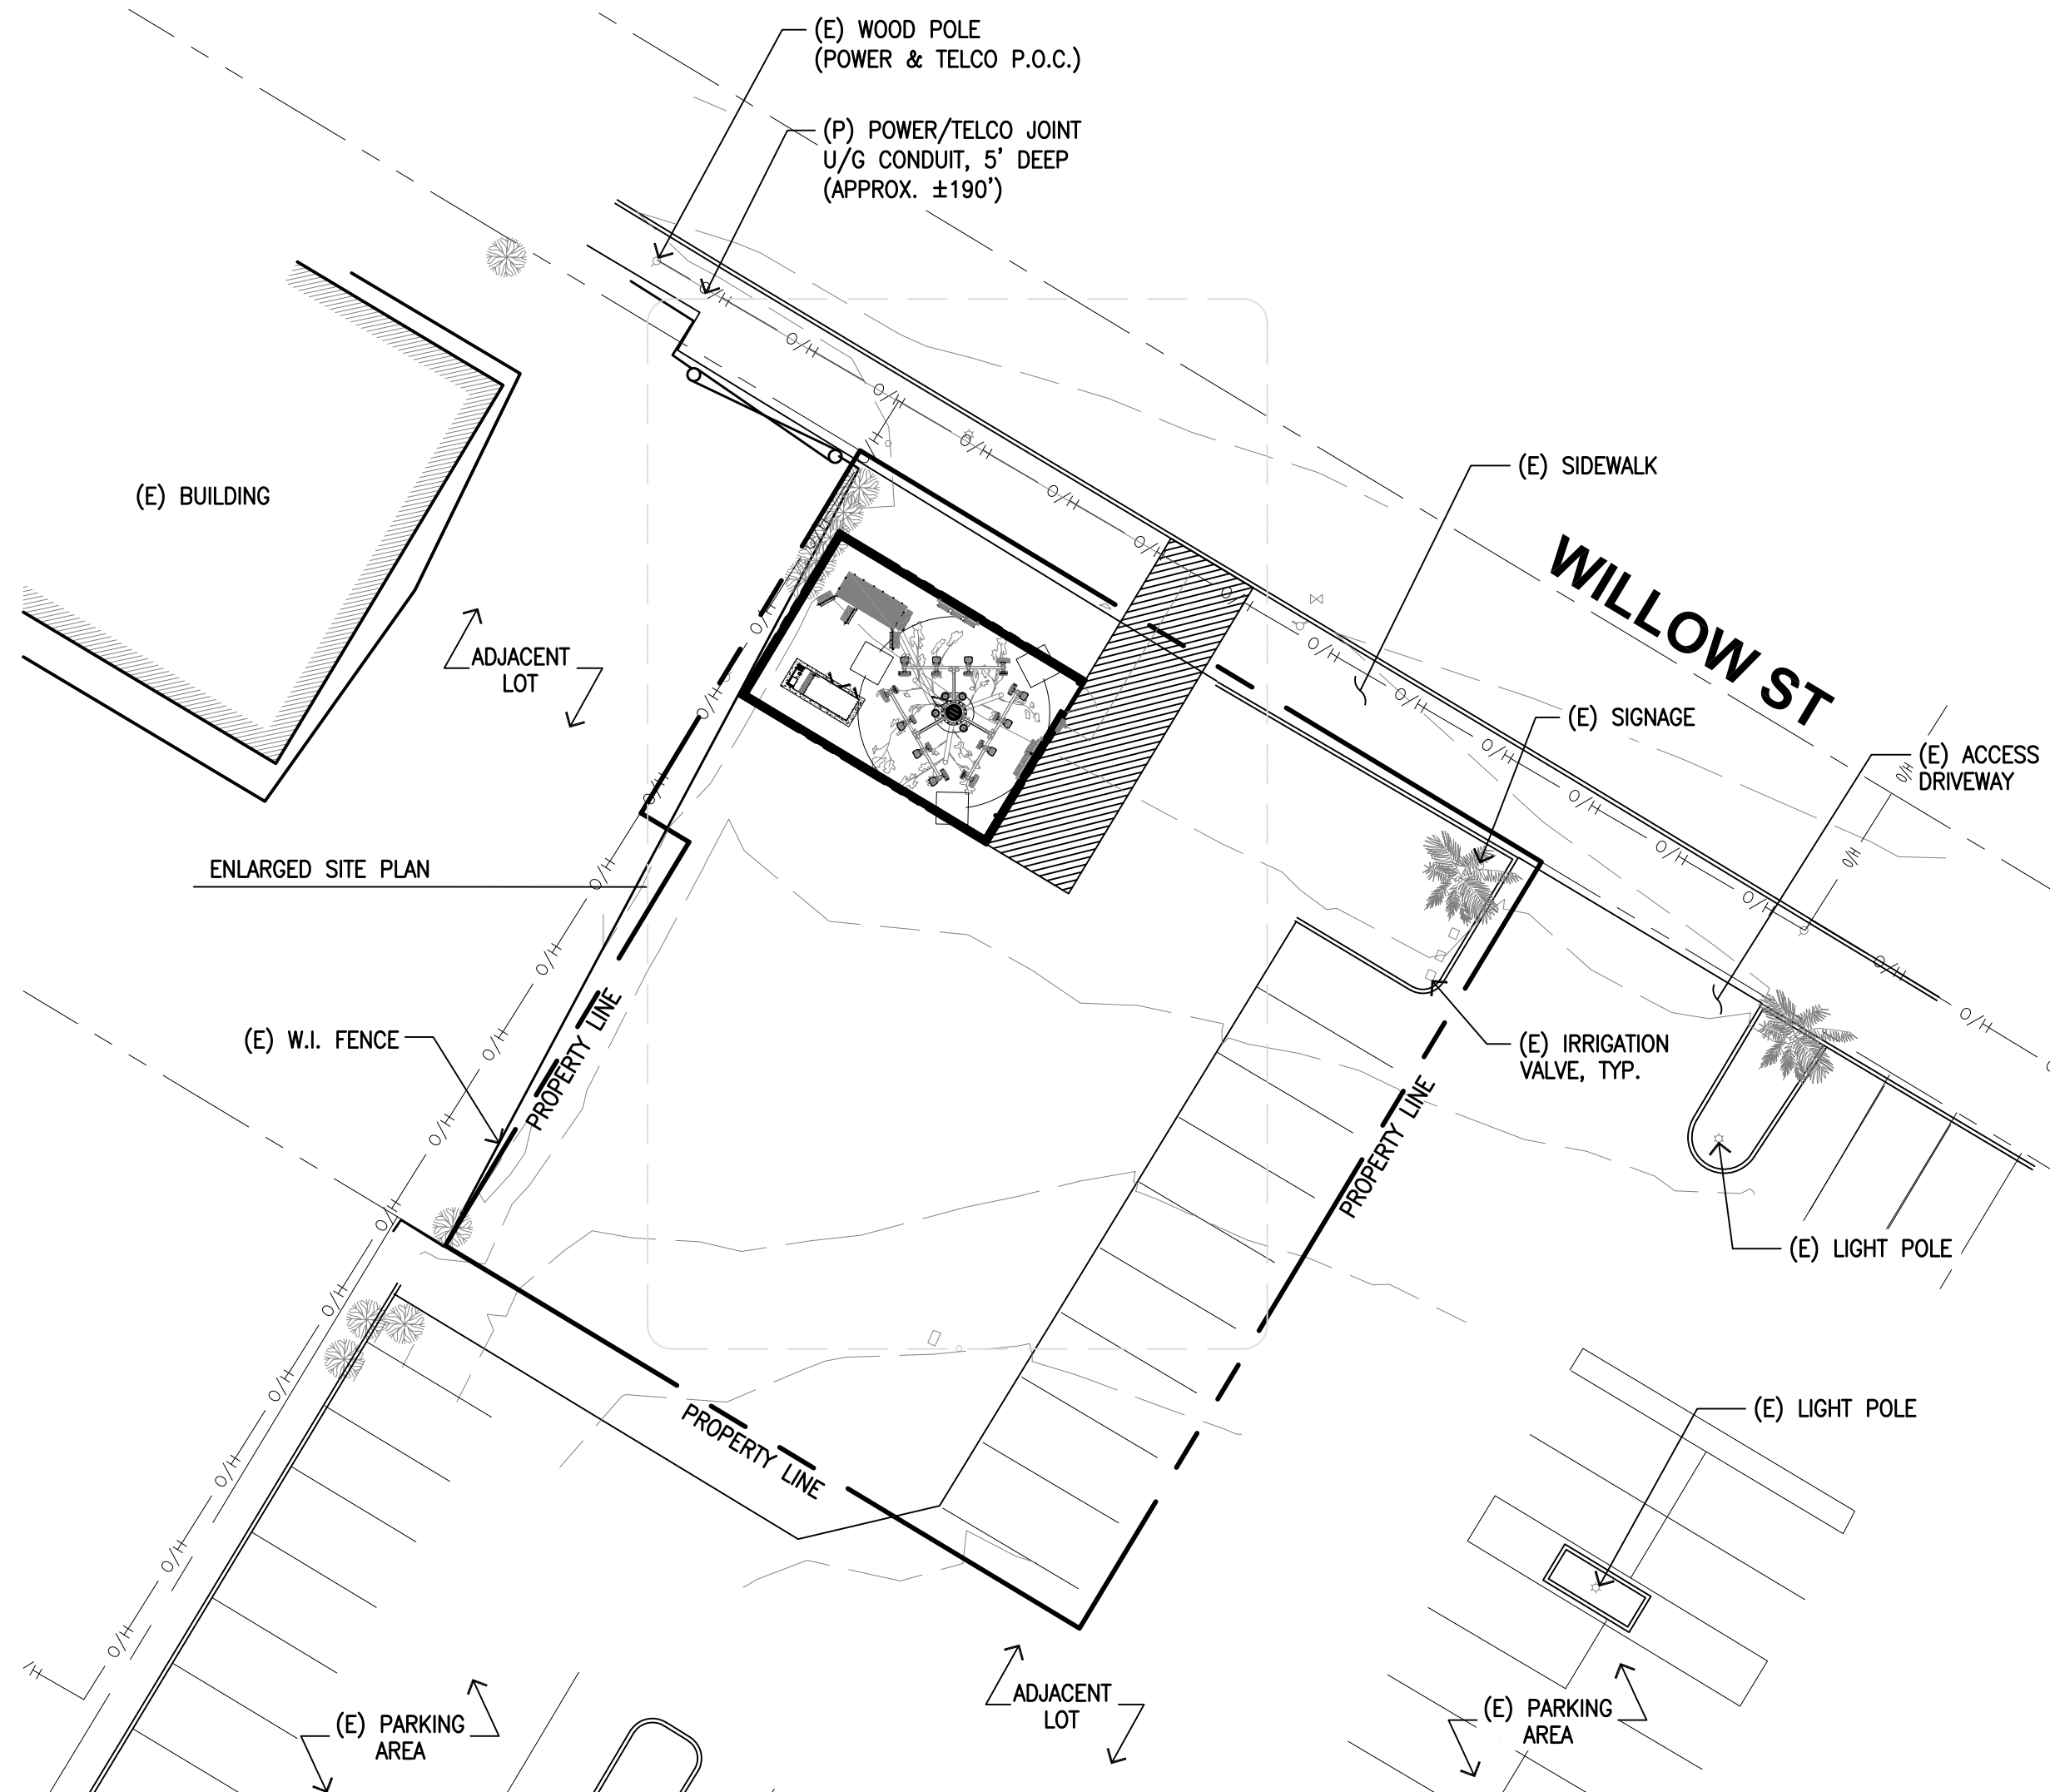 (E) WOOD POLE
(POWER & TELCO P.O.C.)
(P) POWER/TELCO JOINT
U/G CONDUIT, 5' DEEP
(APPROX. ±190')
O/H
O/H
O/H
H
O/H
O/H
O/H
O/H
O/H
O/H
O/H
O/H
O/H
O/H
O/H
O/H
O/H
O/H
(E) SIDEWALK
WILLOW ST
(E) BUILDING
(E) SIGNAGE
(E) ACCESS
DRIVEWAY
ADJACENT
LOT
O/H
O/H
O/H
ENLARGED SITE PLAN
O/H
O/H
O/H
O/H
O/H
(E) W.I. FENCE
PROPERTY LINE
(E) IRRIGATION
VALVE, TYP.
PROPERTY LINE
(E) LIGHT POLE
O/H
O/H
O/H
O/H
O/H
/H
PROPERTY LINE
(E) LIGHT POLE
ADJACENT
LOT
(E) PARKING
AREA
(E) PARKING
AREA